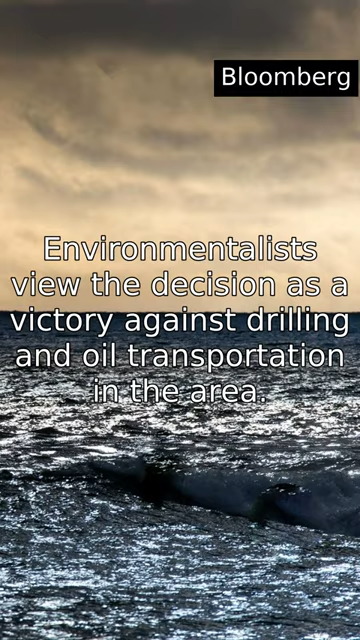 Bloomberg
Environmentalists
view the decision as a
victory against drilling
and oil transportation
in the area.